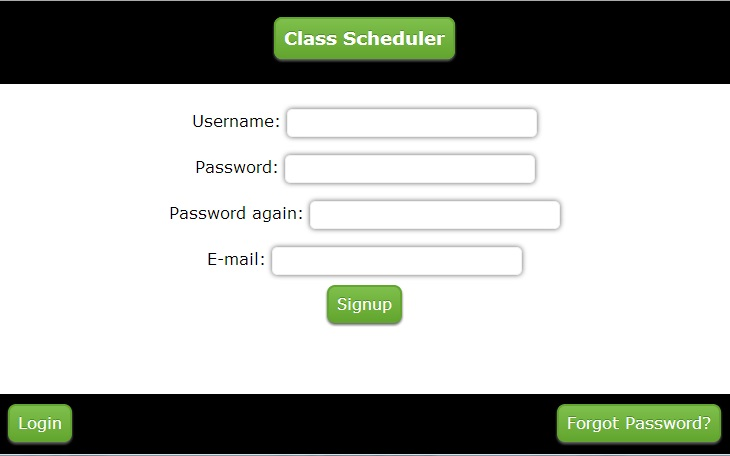 Class Scheduler
Username:
Password:
Password again:
E-mail:
Signup
Login
Forgot Password?